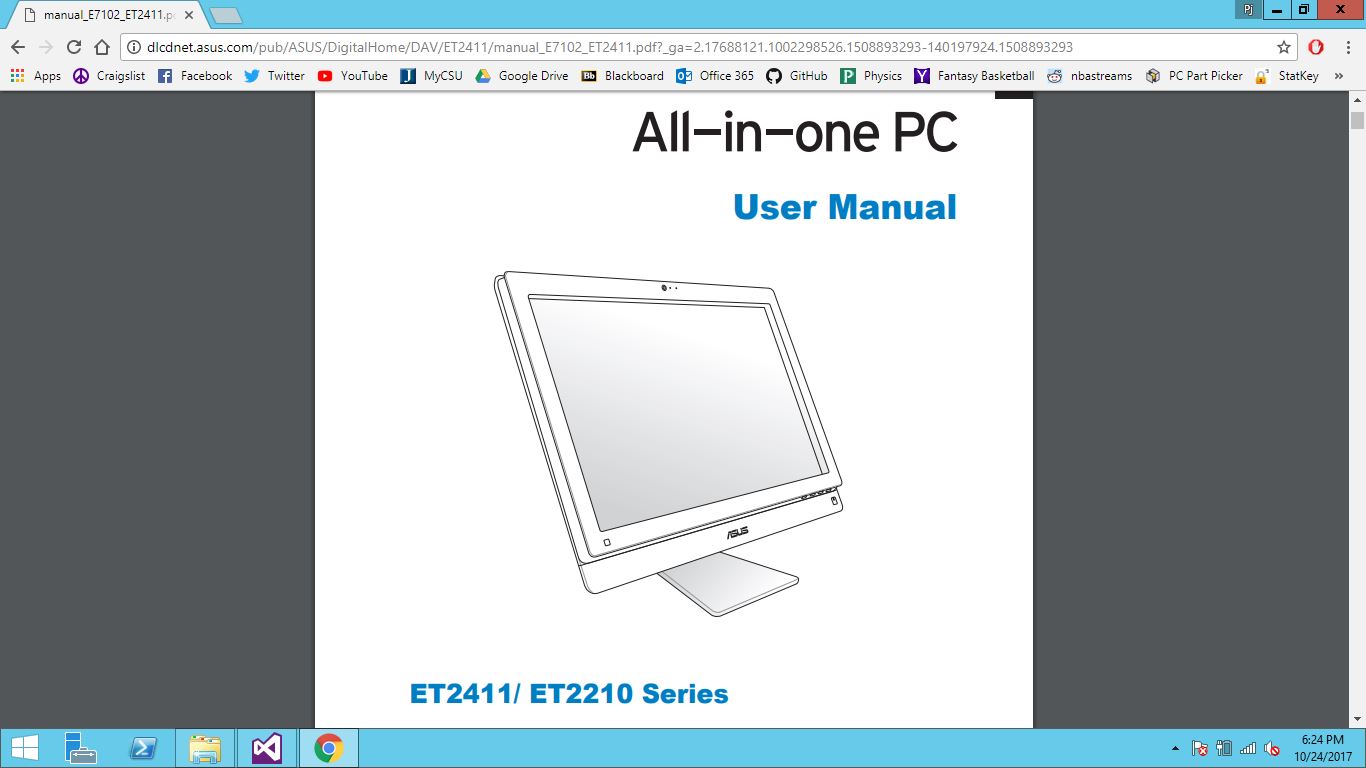 manual_E7102_ET2411.p
Pj
dlcdnet.asus.com/pub/ASUS/DigitalHome/DAV/ET2411/manual_E7102_ET2411.pdf?_ga=2.17688121.1002298526.1508893293-140197924.1508893293
Apps Craigslist Facebook Twitter YouTube MyCSU Google Drive Blackboard Office 365 GitHub Physics Fantasy Basketball nbastreams PC Part Picker StatKey »
All-in-one PC
User Manual
ASUS
ET2411/ ET2210 Series
6:24 PM
10/24/2017